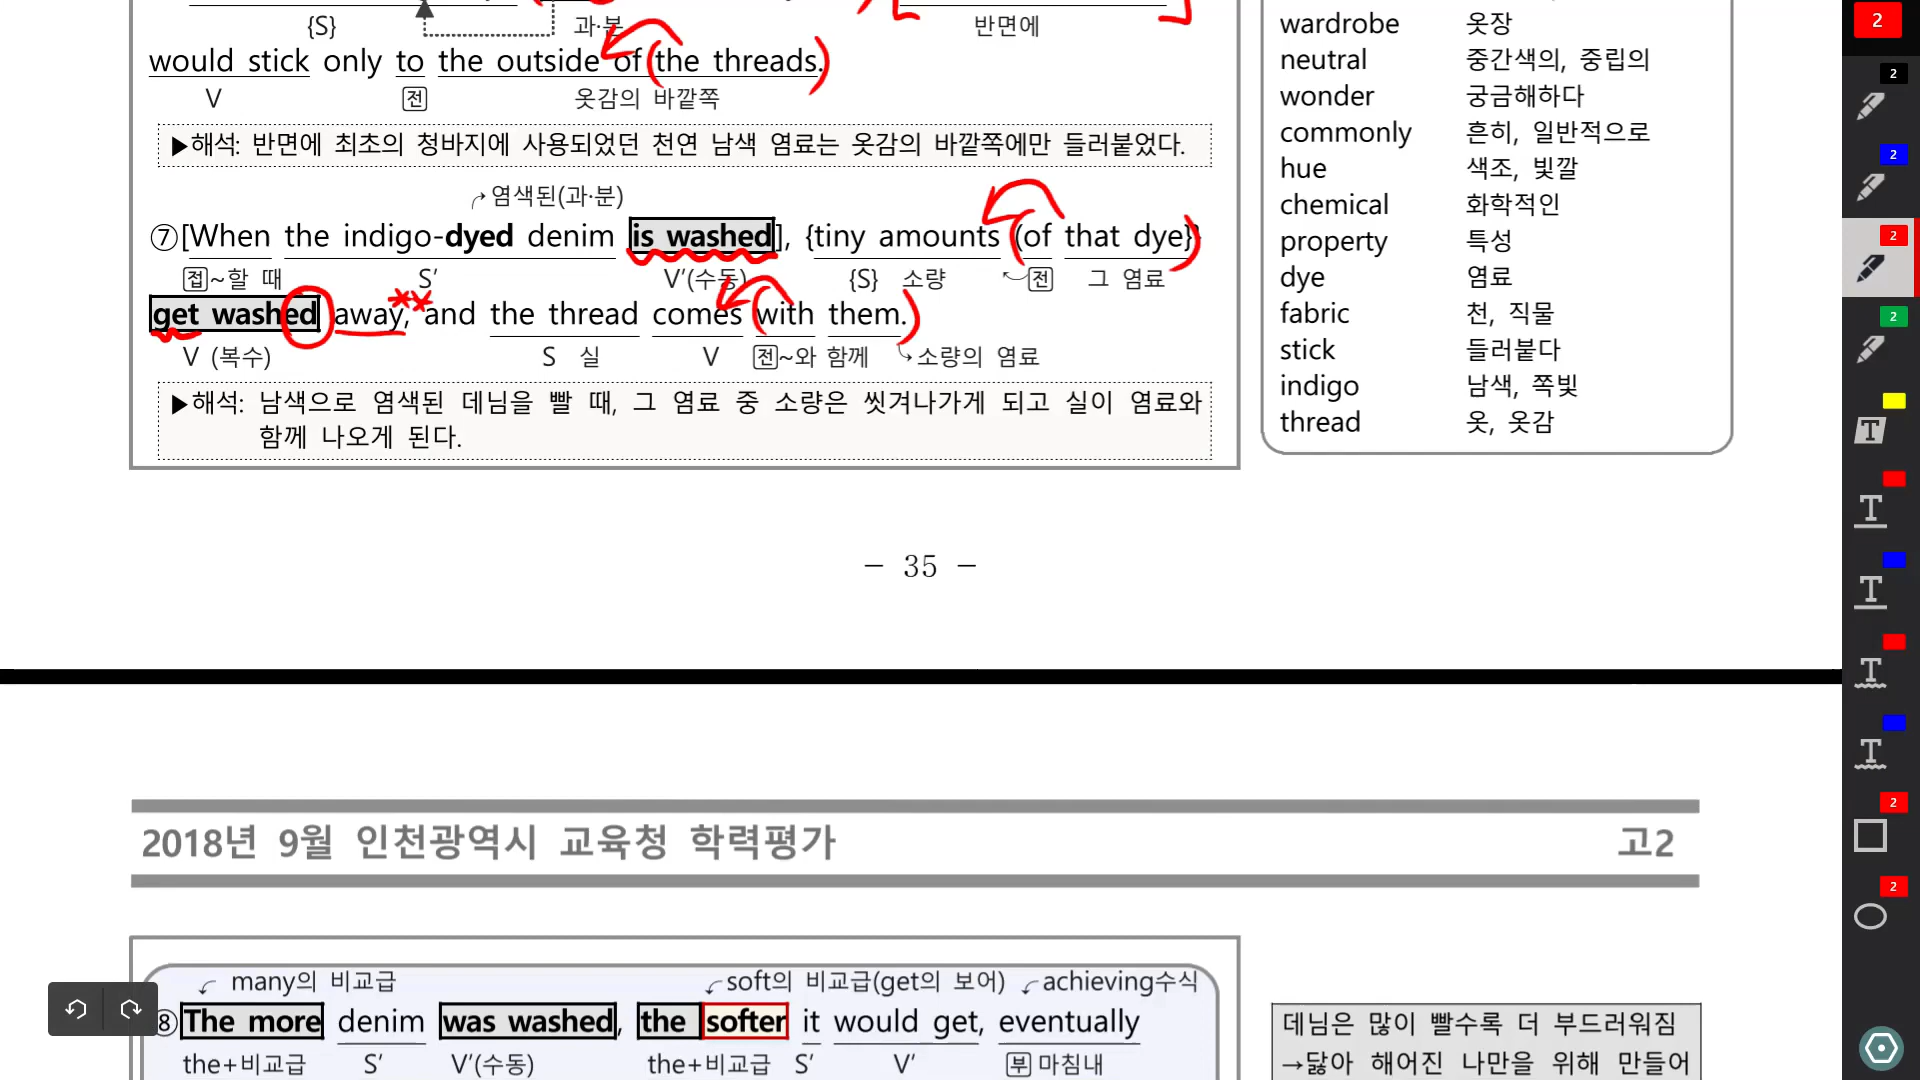 {S} 과·분 반면에
would stick only to the outside of (the threads.)
V 전 옷감의 바깥쪽
▶해석: 반면에 최초의 청바지에 사용되었던 천연 남색 염료는 옷감의 바깥쪽에만 들러붙었다.
염색된(과·분)
⑦[When the indigo-dyed denim is washed], {tiny amounts (of that dye)}
접~할 때 S′ V′(수동) {S} 소량 전 그 염료
get washed away,** and the thread comes (with them.)
V (복수) S 실 V 전~와 함께 소량의 염료
▶해석: 남색으로 염색된 데님을 빨 때, 그 염료 중 소량은 씻겨나가게 되고 실이 염료와
함께 나오게 된다.
wardrobe 옷장
neutral 중간색의, 중립의
wonder 궁금해하다
commonly 흔히, 일반적으로
hue 색조, 빛깔
chemical 화학적인
property 특성
dye 염료
fabric 천, 직물
stick 들러붙다
indigo 남색, 쪽빛
thread 옷, 옷감
- 35 -
2018년 9월 인천광역시 교육청 학력평가 고2
many의 비교급 soft의 비교급(get의 보어) achieving수식
⑧The more denim was washed, the softer it would get, eventually
the+비교급 S′ V′(수동) the+비교급 S′ V′ 부 마침내
데님은 많이 빨수록 더 부드러워짐
→닳아 해어진 나만을 위해 만들어
2
2
2
2
2
T
T
T
T
T
2
2